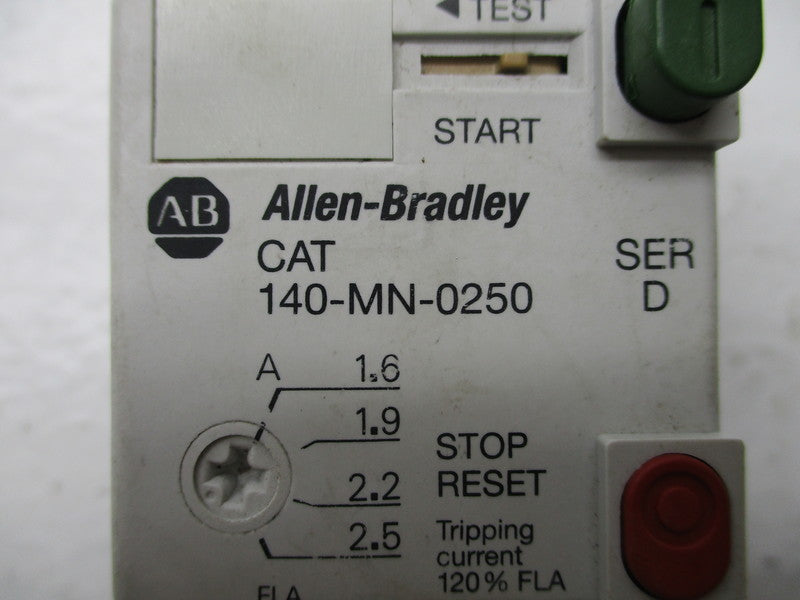 ◀ TEST
START
AB Allen-Bradley
CAT
140-MN-0250
SER
D
A 1.6
1.9
2.2
2.5
STOP
RESET
Tripping
current
120% FLA
FLA